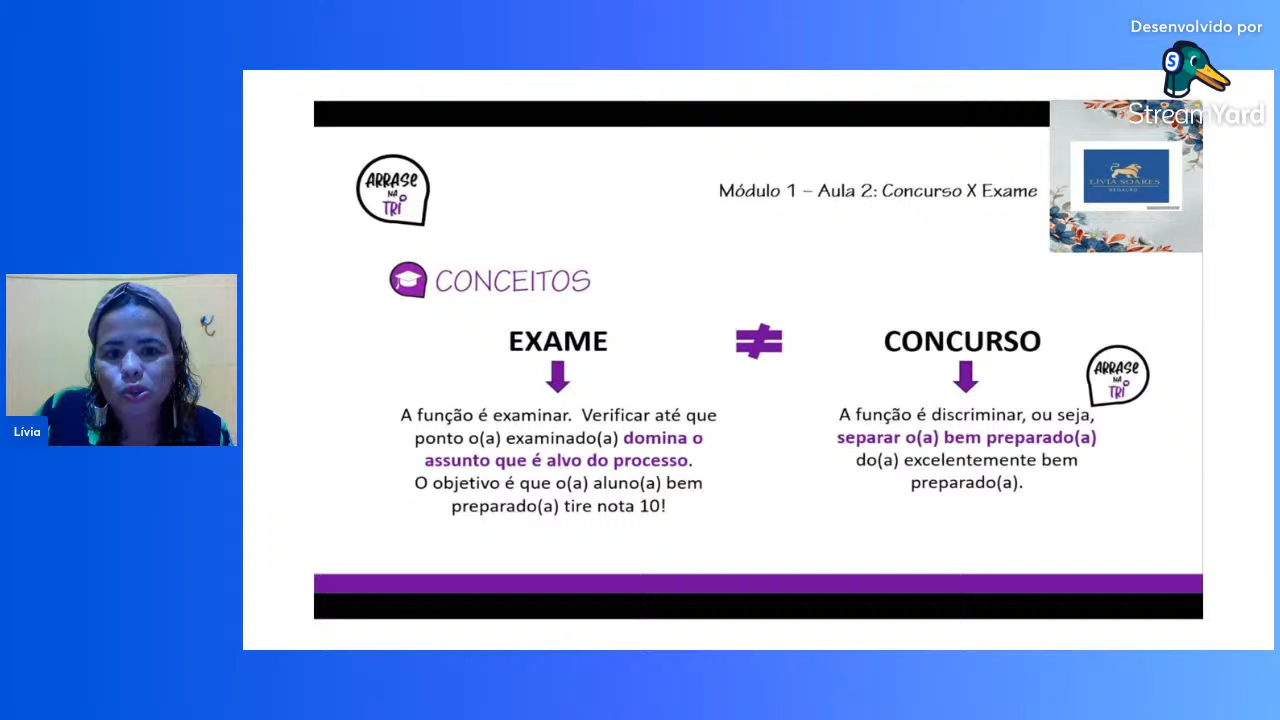 Desenvolvido por
S
StreamYard
LÍVIA SOARES
REDAÇÃO
ARRASE
NA
TRI
Módulo 1 – Aula 2: Concurso X Exame
CONCEITOS
EXAME ≠ CONCURSO
ARRASE
NA
TRI
A função é examinar. Verificar até que
ponto o(a) examinado(a) domina o
assunto que é alvo do processo.
O objetivo é que o(a) aluno(a) bem
preparado(a) tire nota 10!
A função é discriminar, ou seja,
separar o(a) bem preparado(a)
do(a) excelentemente bem
preparado(a).
Lívia